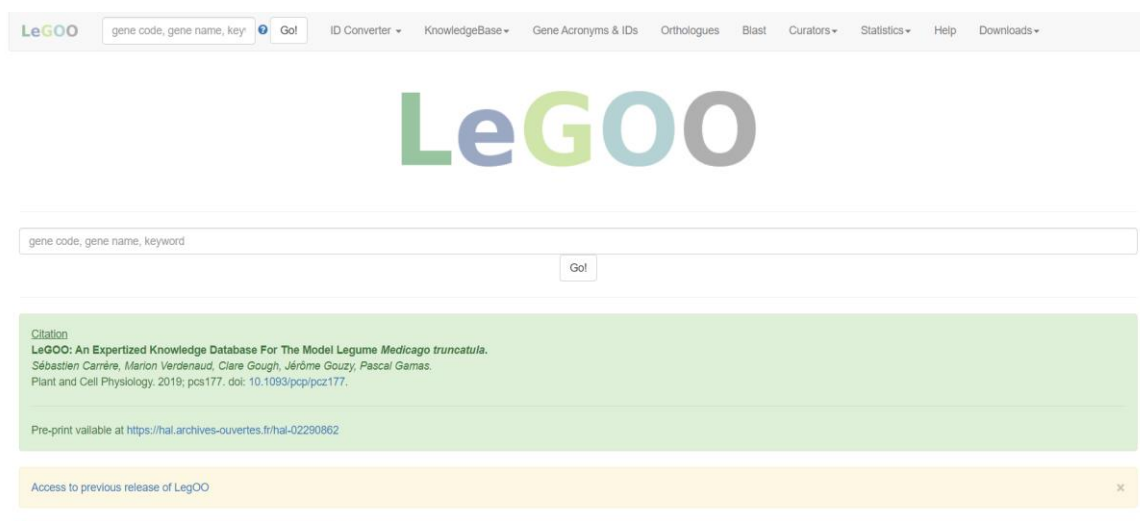 LeGOO gene code, gene name, key Go! ID Converter KnowledgeBase Gene Acronyms & IDs Orthologues Blast Curators Statistics Help Downloads
LeGOO
gene code, gene name, keyword
Go!
Citation
LeGOO: An Expertized Knowledge Database For The Model Legume Medicago truncatula.
Sébastien Carrére, Marion Verdenaud, Clare Gough, Jérôme Gouzy, Pascal Gamas.
Plant and Cell Physiology. 2019; pcs177. doi: 10.1093/pcp/pcz177.
Pre-print vailable at https://hal.archives-ouvertes.fr/hal-02290862
Access to previous release of LegOO ×